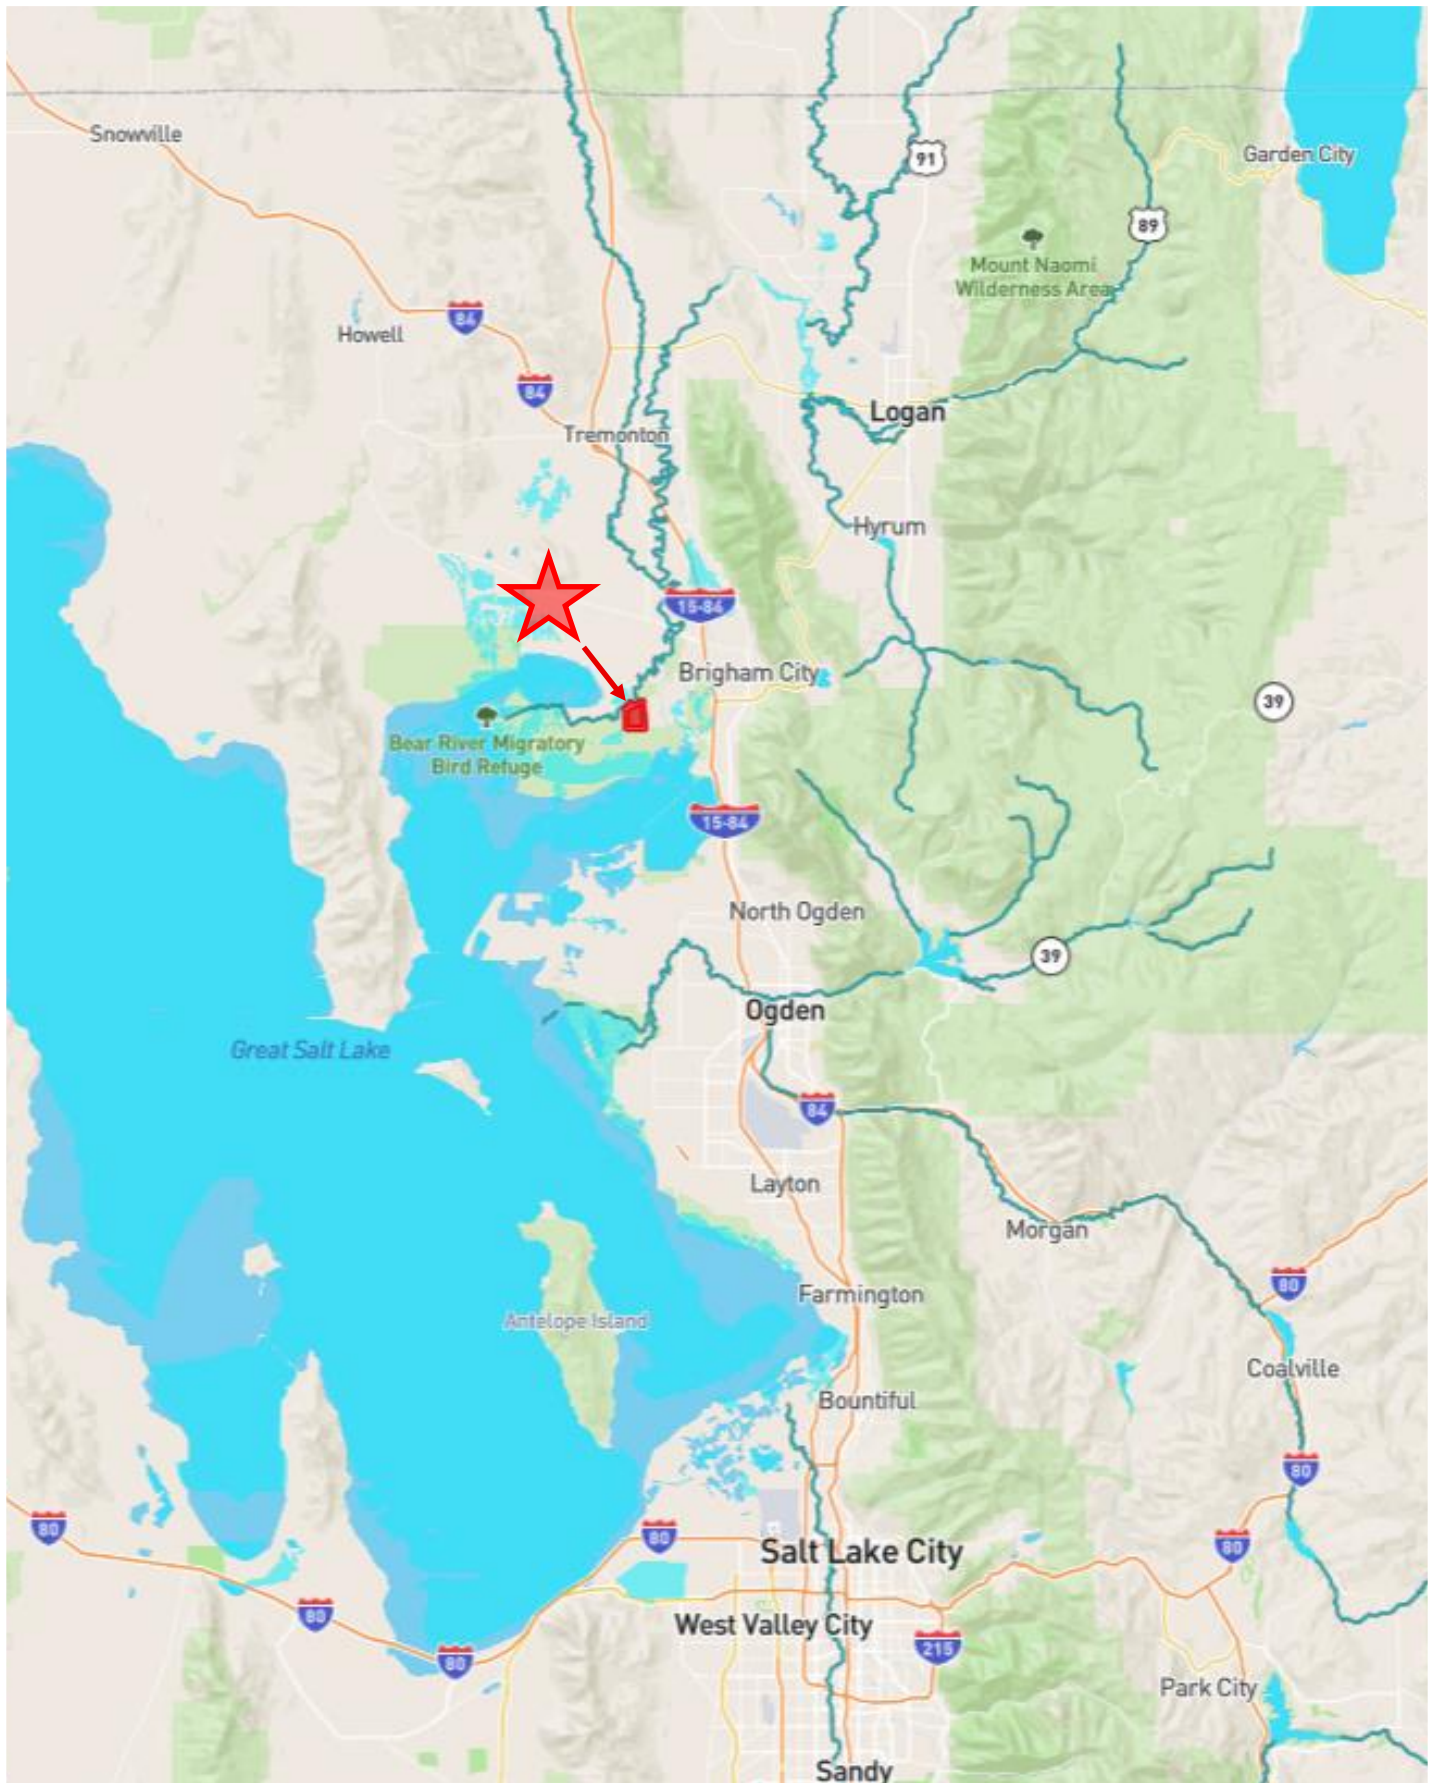 Snowville
91
Garden City
89
Mount Naomi
Wilderness Area
84
Howell
84
Logan
Tremonton
Hyrum
15-84
Brigham City
39
Bear River Migratory
Bird Refuge
15-84
North Ogden
39
Ogden
Great Salt Lake
84
Layton
Morgan
80
Farmington
Antelope Island
Coalville
Bountiful
80
80
80
80
Salt Lake City
80
West Valley City
215
80
Park City
Sandy